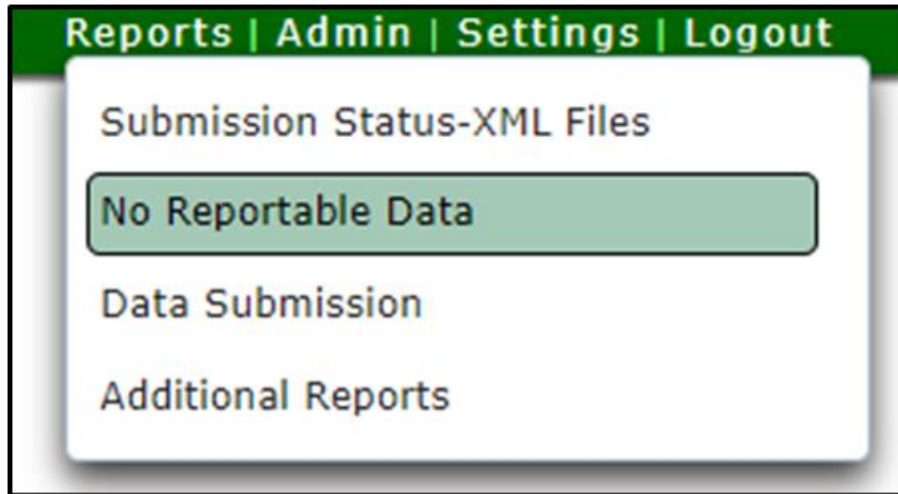 Reports | Admin | Settings | Logout
Submission Status-XML Files
No Reportable Data
Data Submission
Additional Reports